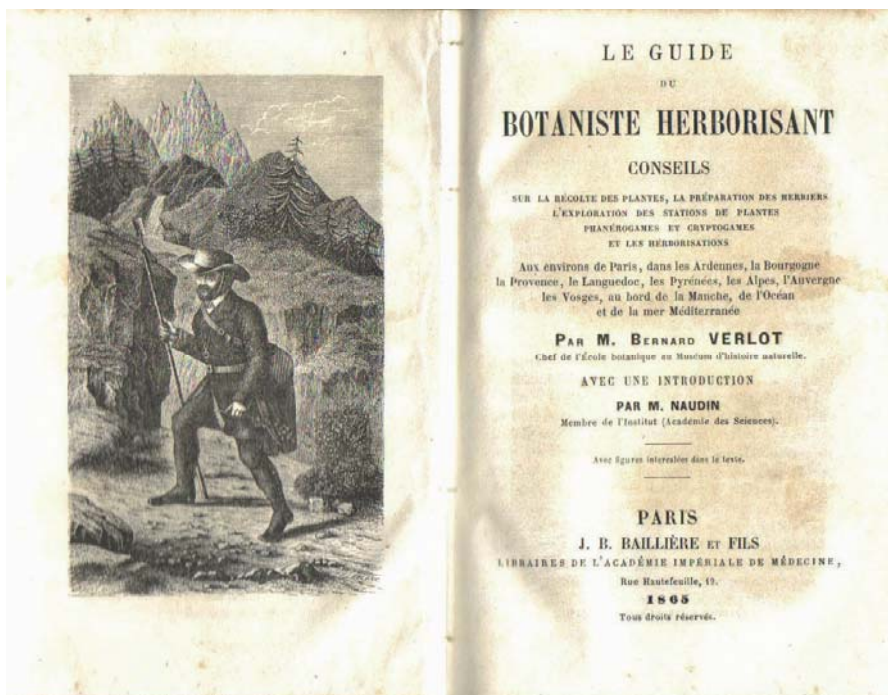 LE GUIDE
DU
BOTANISTE HERBORISANT
CONSEILS
SUR LA RÉCOLTE DES PLANTES, LA PRÉPARATION DES HERBIERS
L'EXPLORATION DES STATIONS DE PLANTES
PHANÉROGAMES ET CRYPTOGAMES
ET LES HERBORISATIONS
Aux environs de Paris, dans les Ardennes, la Bourgogne
la Provence, le Languedoc, les Pyrénées, les Alpes, l'Auvergne
les Vosges, au bord de la Manche, de l'Océan
et de la mer Méditerranée
PAR M. BERNARD VERLOT
Chef de l'École botanique au Muséum d'histoire naturelle.
AVEC UNE INTRODUCTION
PAR M. NAUDIN
Membre de l'Institut (Académie des Sciences).
Avec figures intercalées dans le texte.
PARIS
J. B. BAILLIÈRE ET FILS
LIBRAIRES DE L'ACADÉMIE IMPÉRIALE DE MÉDECINE,
Rue Hautefeuille, 19.
1865
Tous droits réservés.